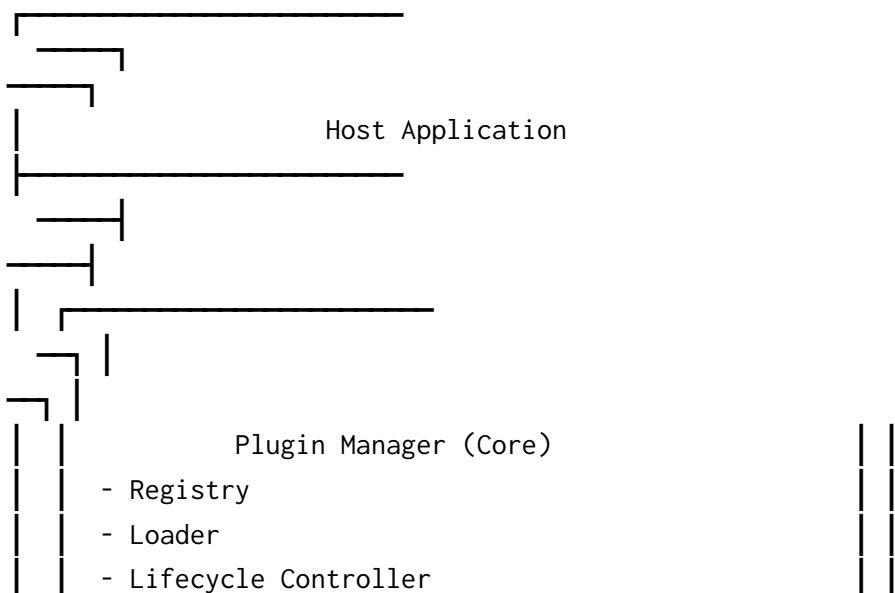 Host Application
Plugin Manager (Core)
- Registry
- Loader
- Lifecycle Controller